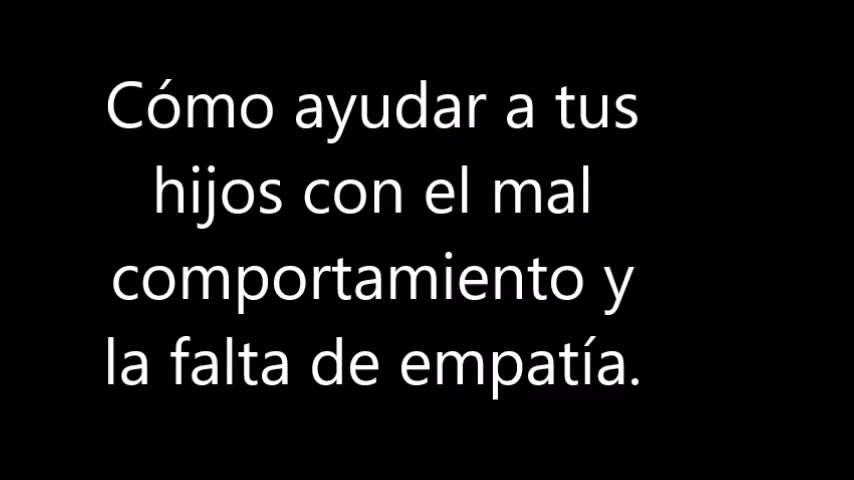 Cómo ayudar a tus
hijos con el mal
comportamiento y
la falta de empatía.